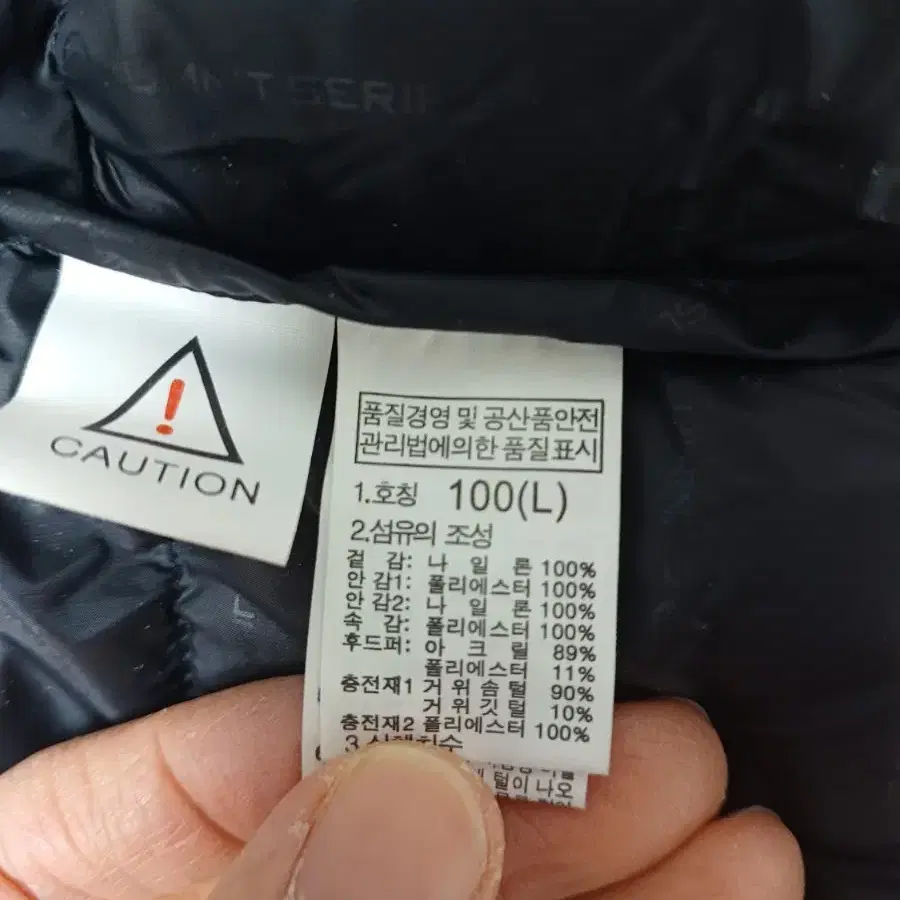 CAUTION
품질경영 및 공산품안전
관리법에의한 품질표시
1.호칭 100(L)
2.섬유의 조성
겉 감: 나 일 론 100%
안 감1: 폴리에스터 100%
안 감2: 나 일 론 100%
속 감: 폴리에스터 100%
후드퍼: 아 크 릴 89%
폴리에스터 11%
충전재1 거 위 솜 털 90%
거 위 깃 털 10%
충전재2 폴리에스터 100%
3.
털이 나오